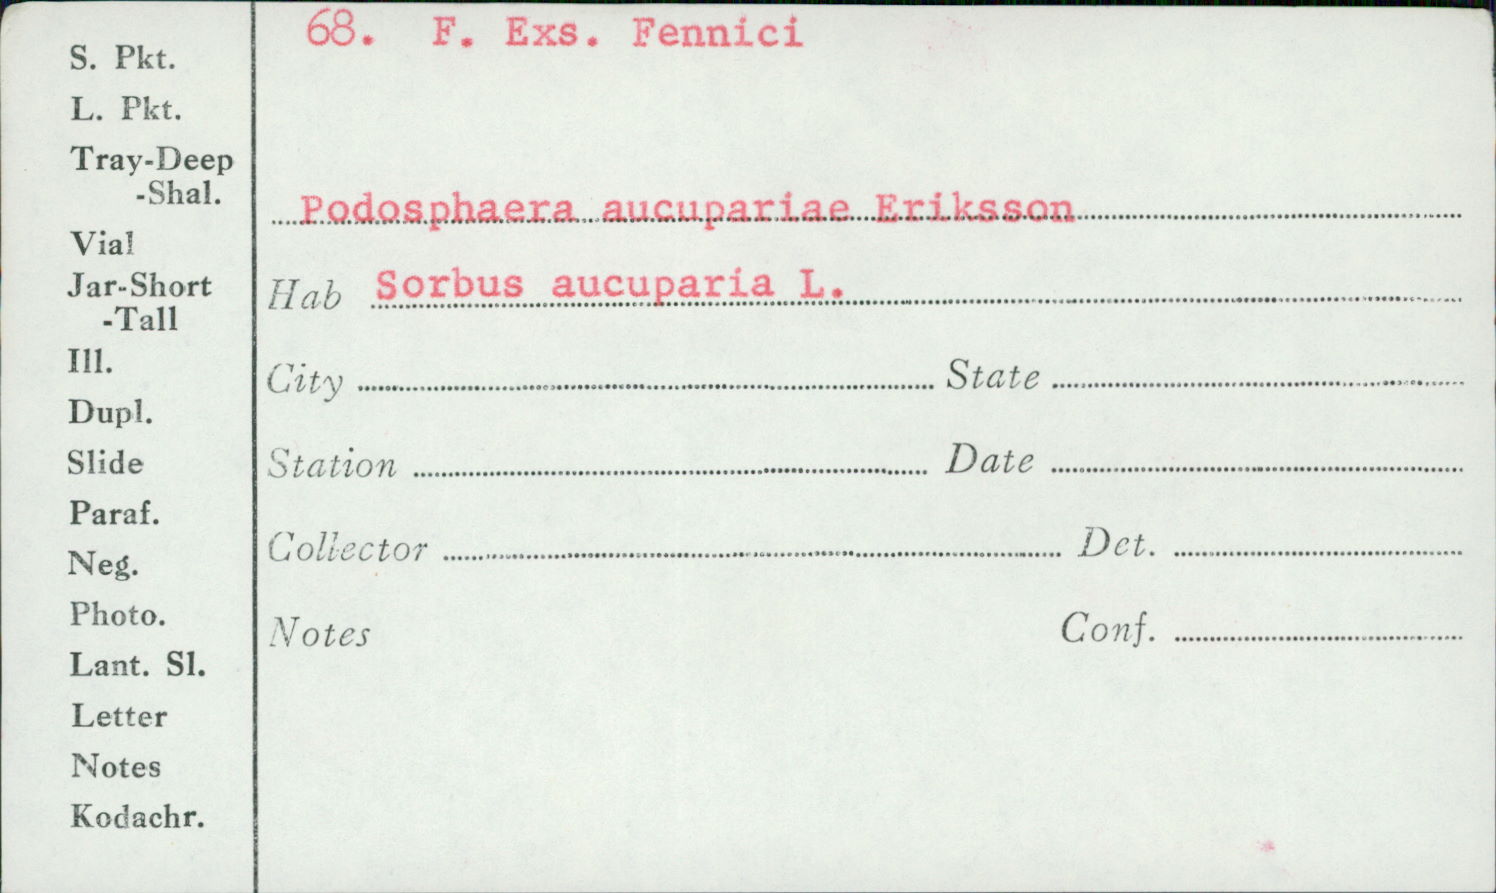 68. F. Exs. Fennici
S. Pkt.
L. Pkt.
Tray-Deep
-Shal.
Vial
Jar-Short
-Tall
Ill.
Dupl.
Slide
Paraf.
Neg.
Photo.
Lant. Sl.
Letter
Notes
Kodachr.
Podosphaera aucupariae Eriksson
Hab Sorbus aucuparia L.
City State
Station Date
Collector Det.
Notes Conf.